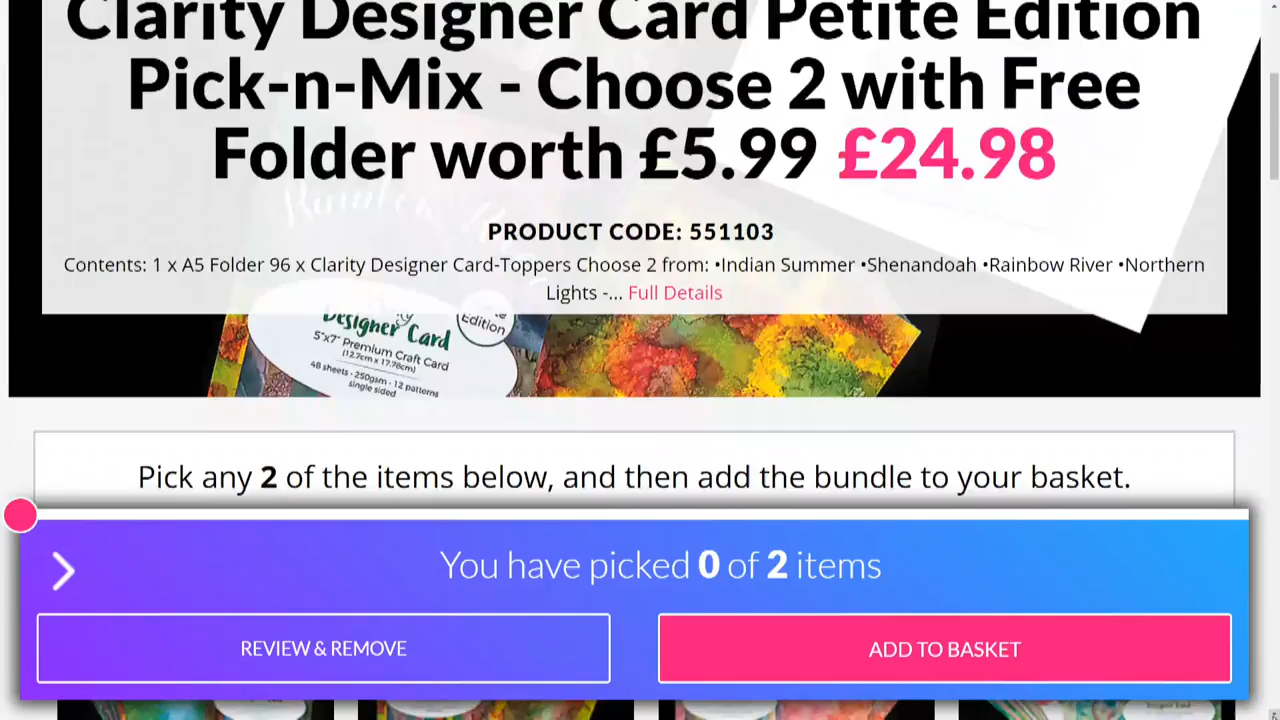 Clarity Designer Card Petite Edition
Pick-n-Mix - Choose 2 with Free
Folder worth £5.99 £24.98
PRODUCT CODE: 551103
Contents: 1 x A5 Folder 96 x Clarity Designer Card-Toppers Choose 2 from: •Indian Summer •Shenandoah •Rainbow River •Northern
Lights -... Full Details
Designer Card
Edition
5"x7" Premium Craft Card
(12.7cm x 17.78cm)
48 sheets - 250gsm - 12 patterns
single sided
Pick any 2 of the items below, and then add the bundle to your basket.
You have picked 0 of 2 items
REVIEW & REMOVE
ADD TO BASKET
Designer Card